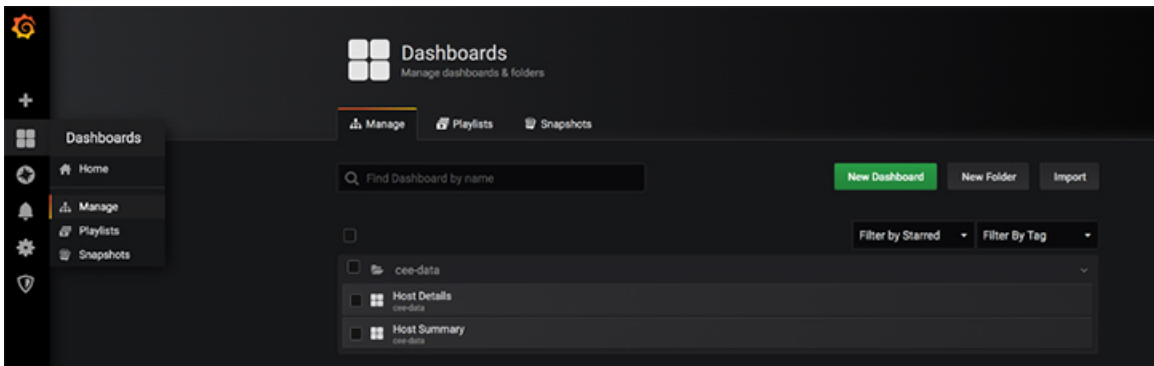 Dashboards
Manage dashboards & folders
Manage
Playlists
Snapshots
Dashboards
Home
Manage
Playlists
Snapshots
Find Dashboard by name
New Dashboard
New Folder
Import
Filter by Starred
Filter By Tag
cee-data
Host Details
cee-data
Host Summary
cee-data